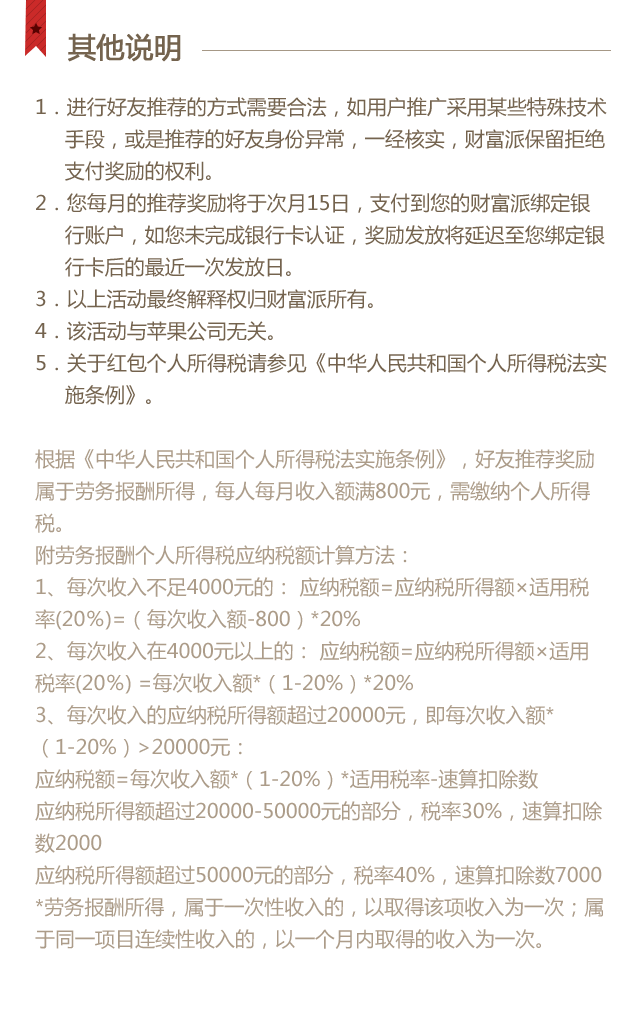 其他说明
1．进行好友推荐的方式需要合法，如用户推广采用某些特殊技术
手段，或是推荐的好友身份异常，一经核实，财富派保留拒绝
支付奖励的权利。
2．您每月的推荐奖励将于次月15日，支付到您的财富派绑定银
行账户，如您未完成银行卡认证，奖励发放将延迟至您绑定银
行卡后的最近一次发放日。
3．以上活动最终解释权归财富派所有。
4．该活动与苹果公司无关。
5．关于红包个人所得税请参见《中华人民共和国个人所得税法实
施条例》。
根据《中华人民共和国个人所得税法实施条例》，好友推荐奖励
属于劳务报酬所得，每人每月收入额满800元，需缴纳个人所得
税。
附劳务报酬个人所得税应纳税额计算方法：
1、每次收入不足4000元的： 应纳税额=应纳税所得额×适用税
率(20%)=（每次收入额-800）*20%
2、每次收入在4000元以上的： 应纳税额=应纳税所得额×适用
税率(20%) =每次收入额*（1-20%）*20%
3、每次收入的应纳税所得额超过20000元，即每次收入额*
（1-20%）>20000元：
应纳税额=每次收入额*（1-20%）*适用税率-速算扣除数
应纳税所得额超过20000-50000元的部分，税率30%，速算扣除
数2000
应纳税所得额超过50000元的部分，税率40%，速算扣除数7000
*劳务报酬所得，属于一次性收入的，以取得该项收入为一次；属
于同一项目连续性收入的，以一个月内取得的收入为一次。